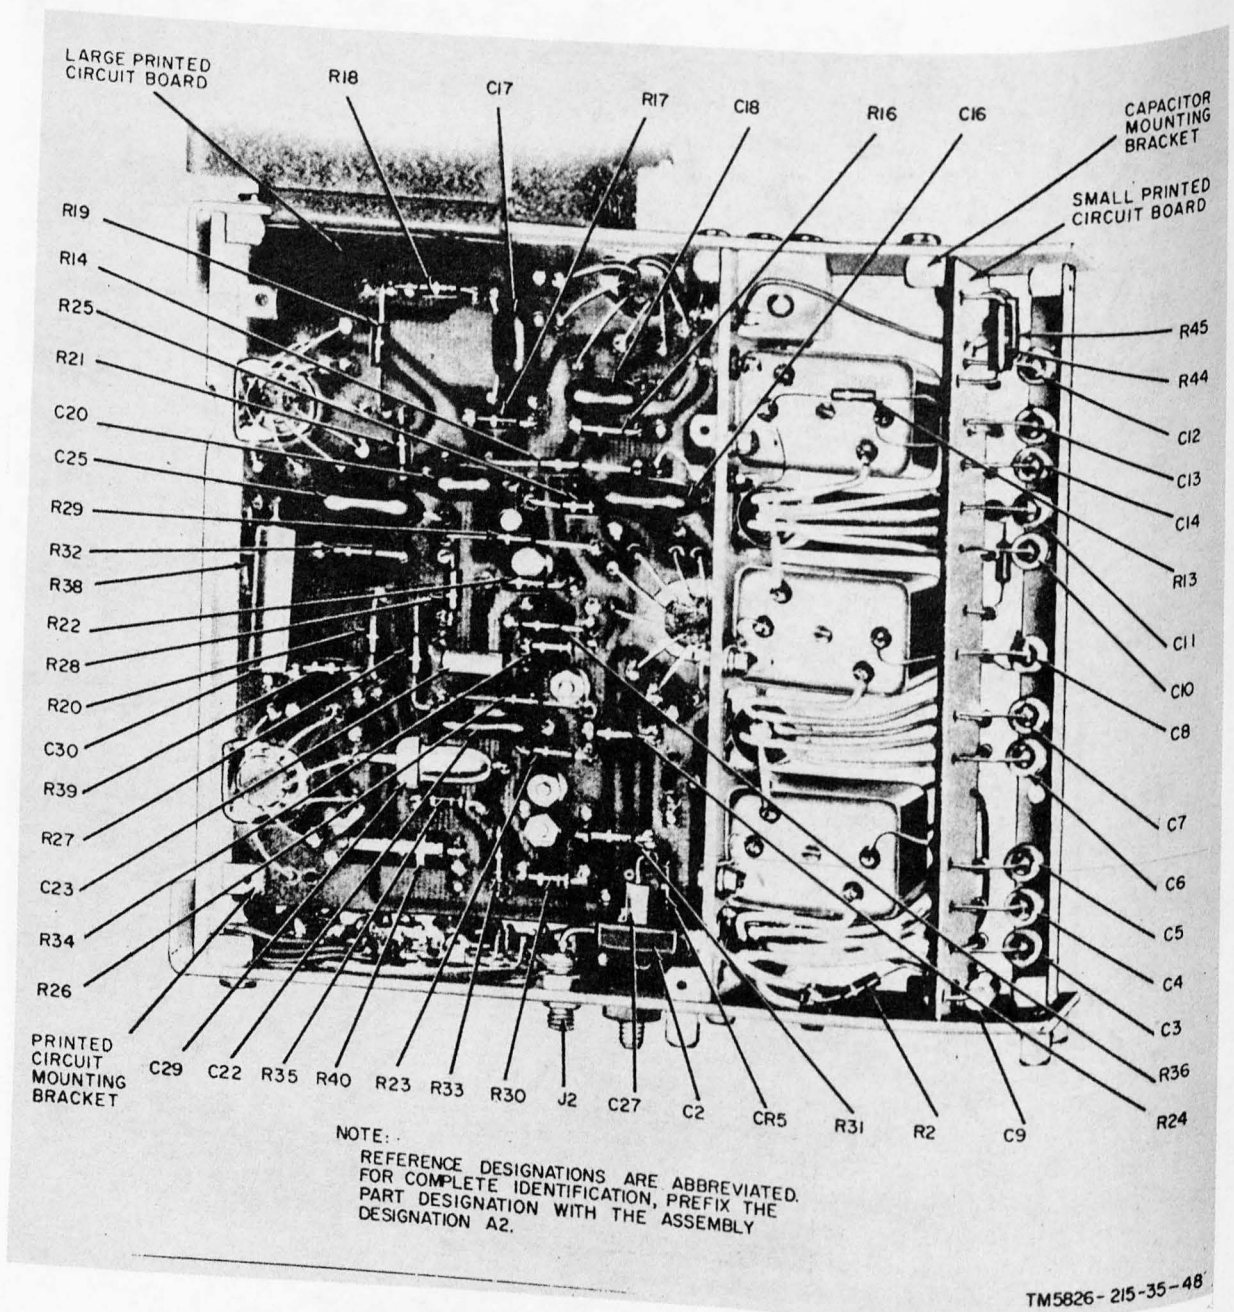 LARGE PRINTED
CIRCUIT BOARD
R18
C17
R17
C18
R16
C16
CAPACITOR
MOUNTING
BRACKET
SMALL PRINTED
CIRCUIT BOARD
R19
R14
R25
R21
C20
C25
R29
R32
R38
R22
R28
R20
C30
R39
R27
C23
R34
R26
PRINTED
CIRCUIT
MOUNTING
BRACKET
R45
R44
C12
C13
C14
R13
C11
C10
C8
C7
C6
C5
C4
C3
R36
R24
C29
C22
R35
R40
R23
R33
R30
J2
C27
C2
CR5
R31
R2
C9
NOTE:
REFERENCE DESIGNATIONS ARE ABBREVIATED.
FOR COMPLETE IDENTIFICATION, PREFIX THE
PART DESIGNATION WITH THE ASSEMBLY
DESIGNATION A2.
TM5826-215-35-48